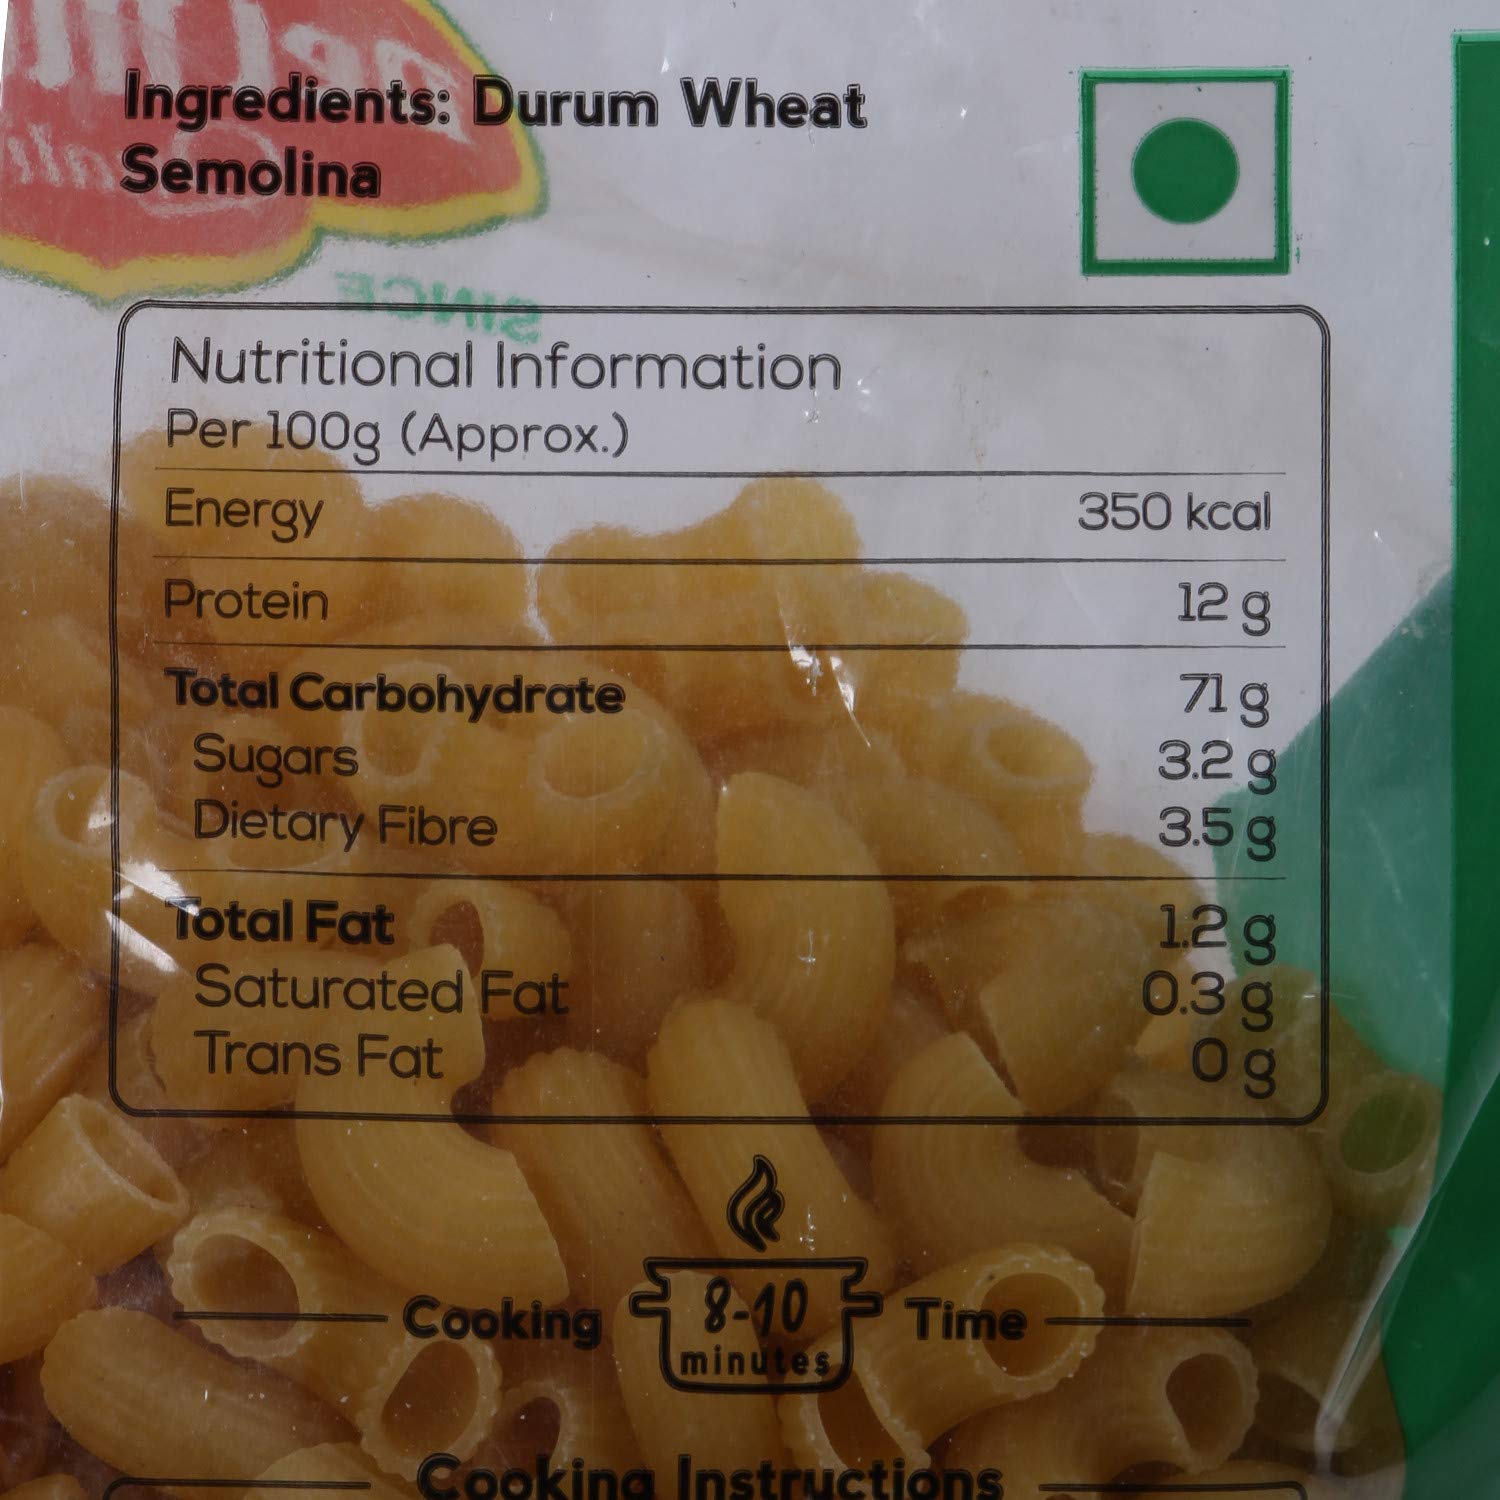 Ingredients: Durum Wheat
Semolina
SINCE
Nutritional Information
Per 100g (Approx.)
Energy 350 kcal
Protein 12 g
Total Carbohydrate 71 g
Sugars 3.2 g
Dietary Fibre 3.5 g
Total Fat 1.2 g
Saturated Fat 0.3 g
Trans Fat 0 g
Cooking 8-10 minutes Time
Cooking Instructions